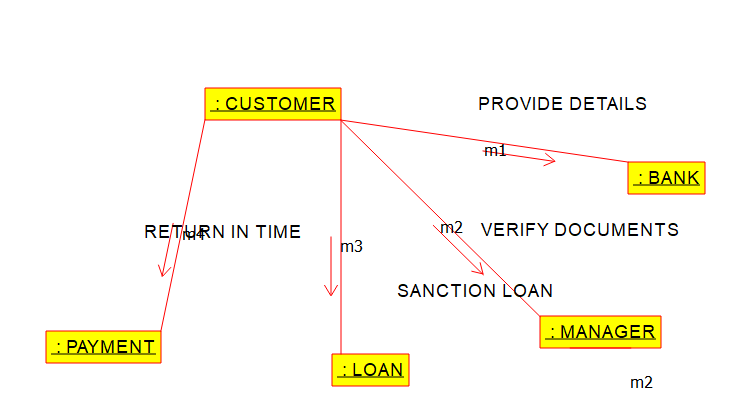 : CUSTOMER
PROVIDE DETAILS
m1
: BANK
RETURN IN TIME
m4
m3
m2
VERIFY DOCUMENTS
SANCTION LOAN
: MANAGER
: PAYMENT
: LOAN
m2